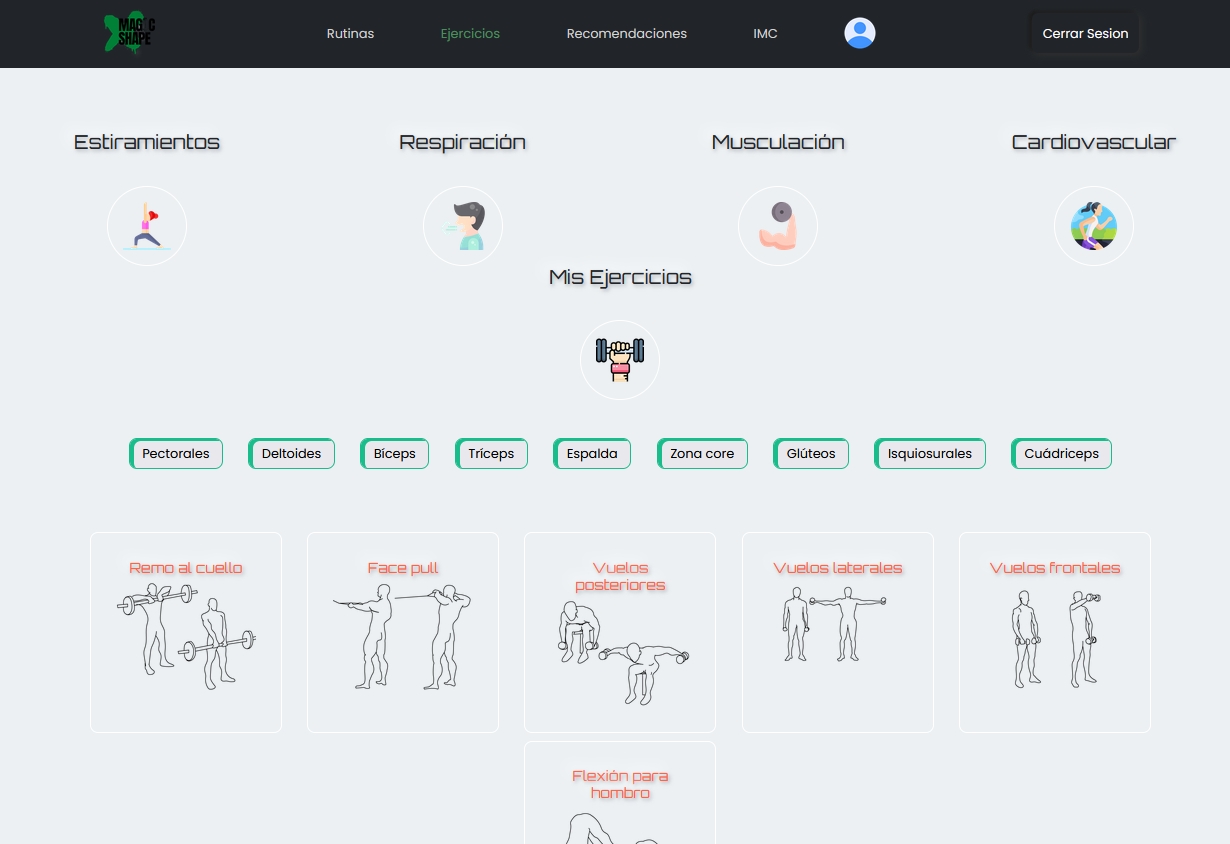 MAGIC
SHAPE
Rutinas
Ejercicios
Recomendaciones
IMC
Cerrar Sesion
Estiramientos
Respiración
Musculación
Cardiovascular
Mis Ejercicios
Pectorales
Deltoides
Bíceps
Tríceps
Espalda
Zona core
Glúteos
Isquiosurales
Cuádriceps
Remo al cuello
Face pull
Vuelos
posteriores
Vuelos laterales
Vuelos frontales
Flexión para
hombro